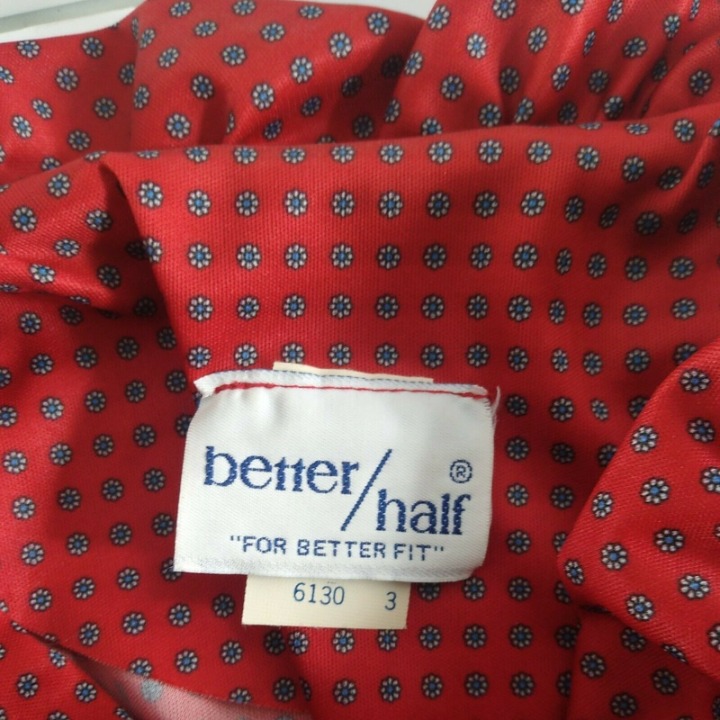 better/half®
"FOR BETTER FIT"
6130 3